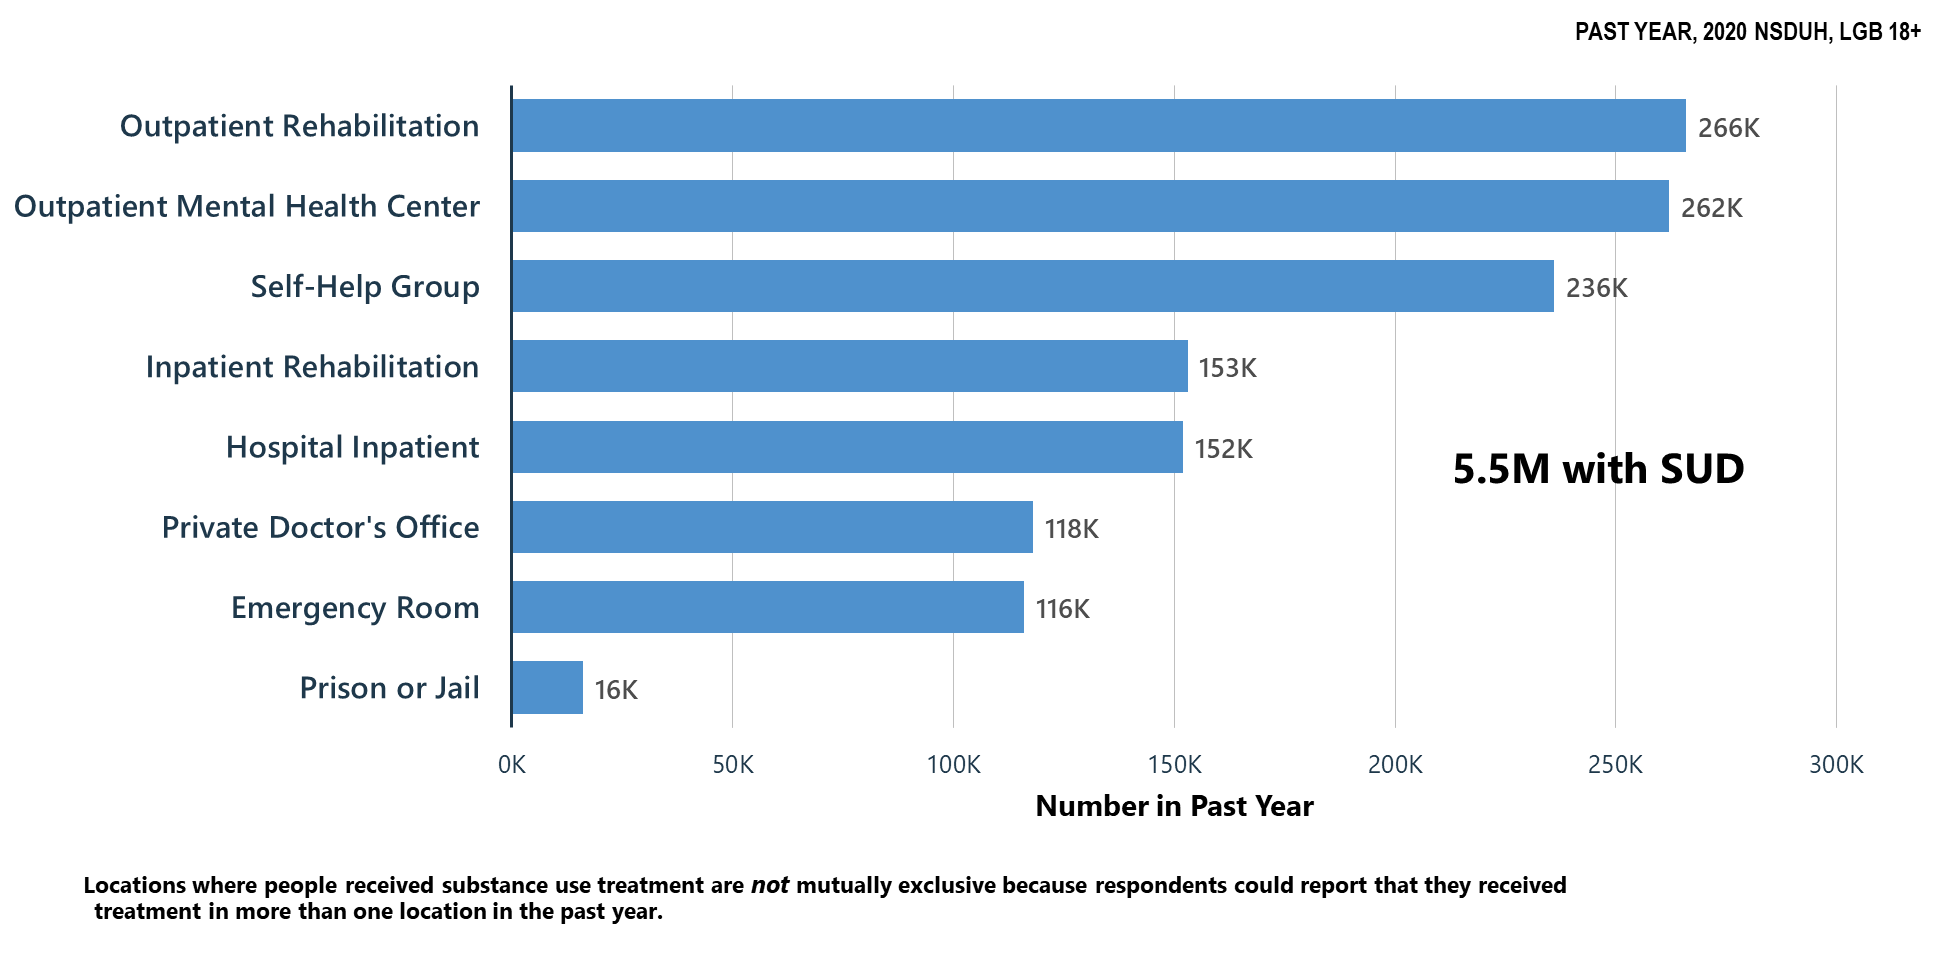 PAST YEAR, 2020 NSDUH, LGB 18+
Outpatient Rehabilitation
266K
Outpatient Mental Health Center
262K
Self-Help Group
236K
Inpatient Rehabilitation
153K
Hospital Inpatient
152K
5.5M with SUD
Private Doctor's Office
118K
Emergency Room
116K
Prison or Jail
16K
0K 50K 100K 150K 200K 250K 300K
Number in Past Year
Locations where people received substance use treatment are not mutually exclusive because respondents could report that they received
treatment in more than one location in the past year.